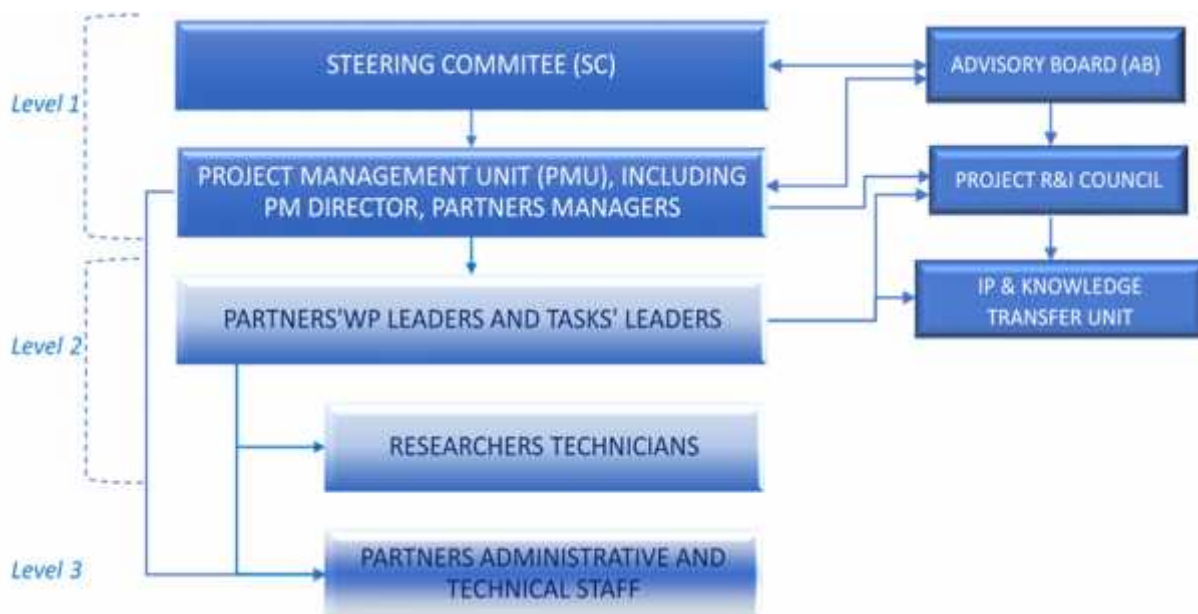 STEERING COMMITEE (SC)
ADVISORY BOARD (AB)
Level 1
PROJECT MANAGEMENT UNIT (PMU), INCLUDING
PM DIRECTOR, PARTNERS MANAGERS
PROJECT R&I COUNCIL
Level 2
PARTNERS'WP LEADERS AND TASKS' LEADERS
IP & KNOWLEDGE
TRANSFER UNIT
RESEARCHERS TECHNICIANS
Level 3
PARTNERS ADMINISTRATIVE AND
TECHNICAL STAFF